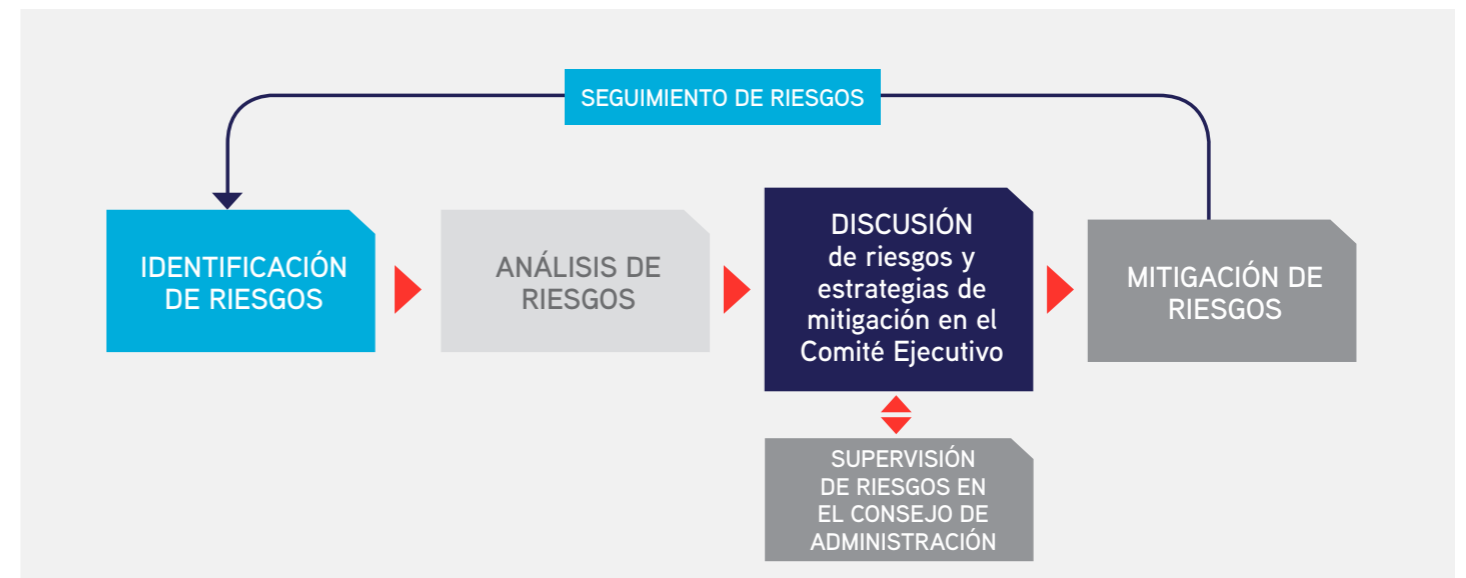 SEGUIMIENTO DE RIESGOS
IDENTIFICACIÓN
DE RIESGOS
ANÁLISIS DE
RIESGOS
DISCUSIÓN
de riesgos y
estrategias de
mitigación en el
Comité Ejecutivo
MITIGACIÓN DE
RIESGOS
SUPERVISIÓN
DE RIESGOS EN
EL CONSEJO DE
ADMINISTRACIÓN